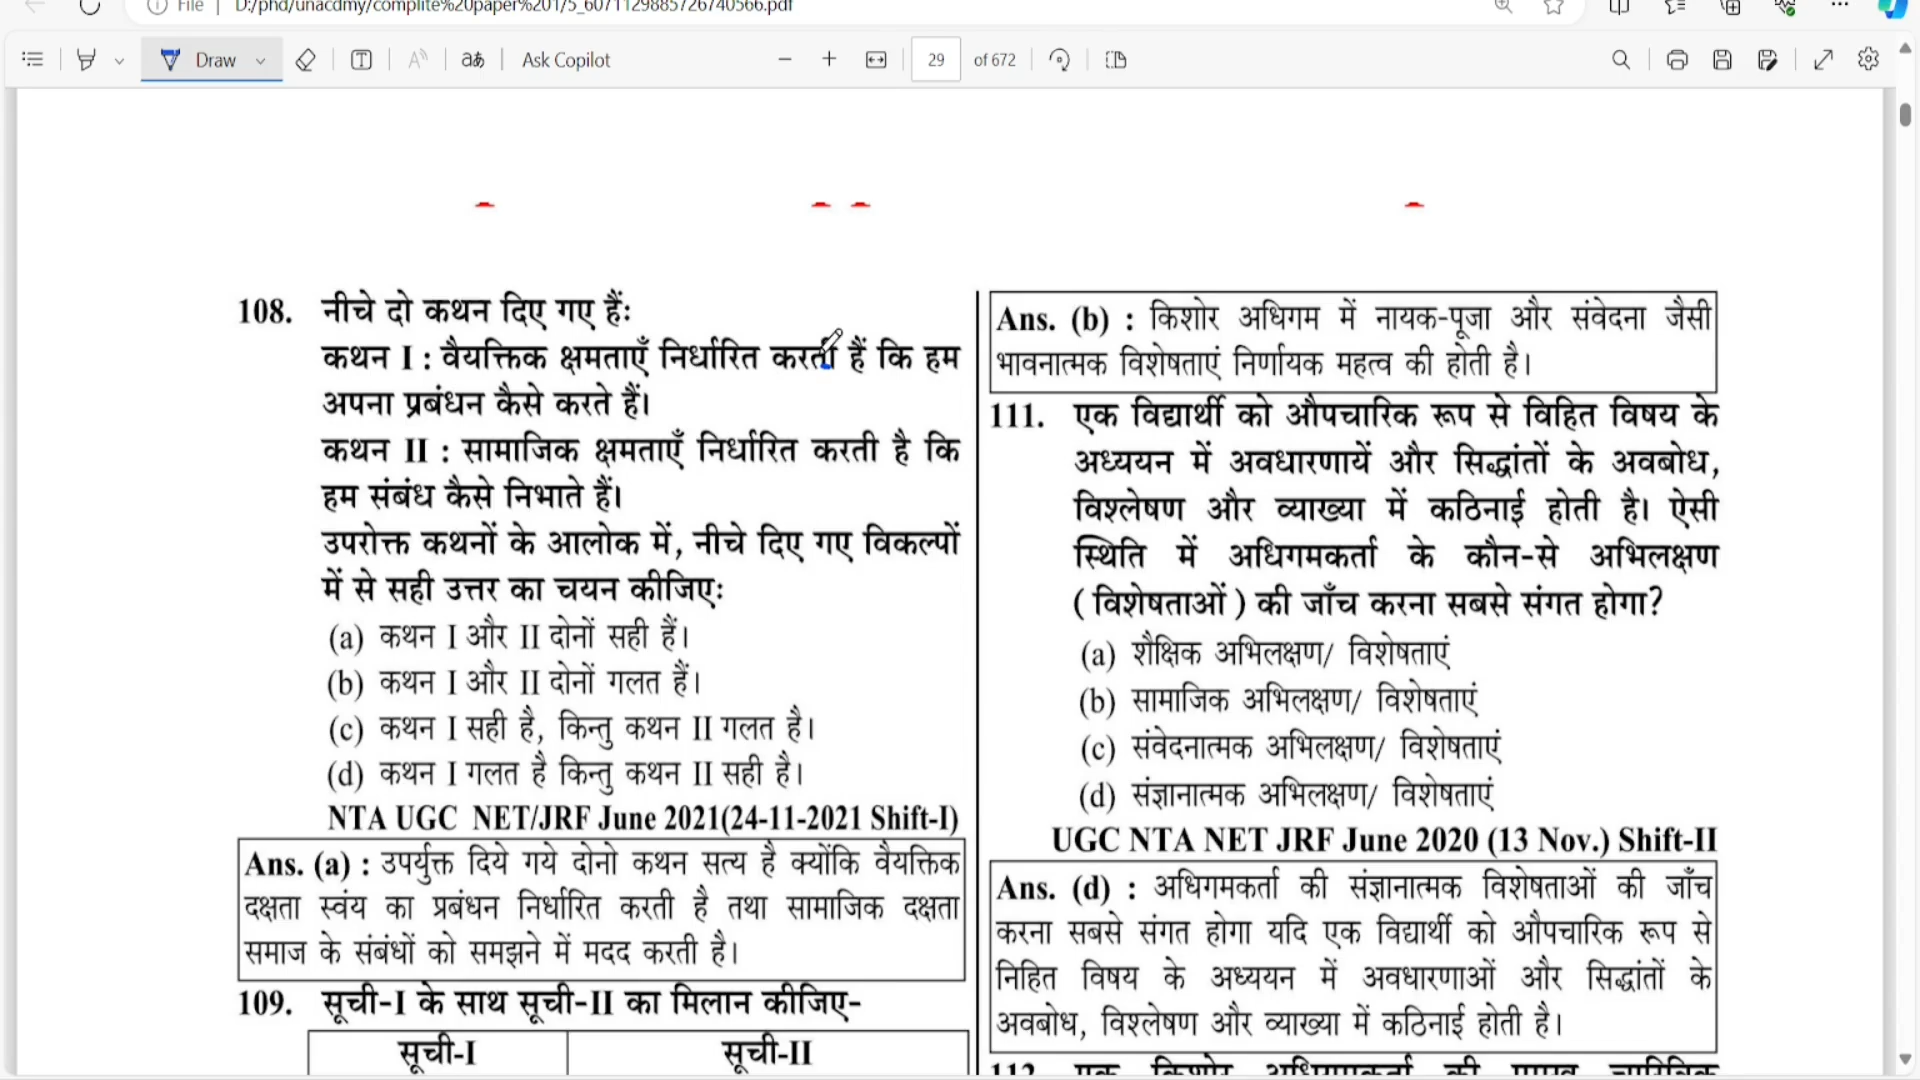 File
D:/phd/unacdmy/complite%20paper%201/5_6071129885726740566.pdf
Draw
Ask Copilot
29
of 672
108. नीचे दो कथन दिए गए हैं:
कथन I : वैयक्तिक क्षमताएँ निर्धारित करती हैं कि हम
अपना प्रबंधन कैसे करते हैं।
कथन II : सामाजिक क्षमताएँ निर्धारित करती है कि
हम संबंध कैसे निभाते हैं।
उपरोक्त कथनों के आलोक में, नीचे दिए गए विकल्पों
में से सही उत्तर का चयन कीजिए:
(a) कथन I और II दोनों सही हैं।
(b) कथन I और II दोनों गलत हैं।
(c) कथन I सही है, किन्तु कथन II गलत है।
(d) कथन I गलत है किन्तु कथन II सही है।
NTA UGC NET/JRF June 2021(24-11-2021 Shift-I)
Ans. (a) : उपर्युक्त दिये गये दोनो कथन सत्य है क्योंकि वैयक्तिक
दक्षता स्वंय का प्रबंधन निर्धारित करती है तथा सामाजिक दक्षता
समाज के संबंधों को समझने में मदद करती है।
109. सूची-I के साथ सूची-II का मिलान कीजिए-
सूची-I
सूची-II
Ans. (b) : किशोर अधिगम में नायक-पूजा और संवेदना जैसी
भावनात्मक विशेषताएं निर्णायक महत्व की होती है।
111. एक विद्यार्थी को औपचारिक रूप से विहित विषय के
अध्ययन में अवधारणायें और सिद्धांतों के अवबोध,
विश्लेषण और व्याख्या में कठिनाई होती है। ऐसी
स्थिति में अधिगमकर्ता के कौन-से अभिलक्षण
(विशेषताओं) की जाँच करना सबसे संगत होगा?
(a) शैक्षिक अभिलक्षण/ विशेषताएं
(b) सामाजिक अभिलक्षण/ विशेषताएं
(c) संवेदनात्मक अभिलक्षण/ विशेषताएं
(d) संज्ञानात्मक अभिलक्षण/ विशेषताएं
UGC NTA NET JRF June 2020 (13 Nov.) Shift-II
Ans. (d) : अधिगमकर्ता की संज्ञानात्मक विशेषताओं की जाँच
करना सबसे संगत होगा यदि एक विद्यार्थी को औपचारिक रूप से
निहित विषय के अध्ययन में अवधारणाओं और सिद्धांतों के
अवबोध, विश्लेषण और व्याख्या में कठिनाई होती है।